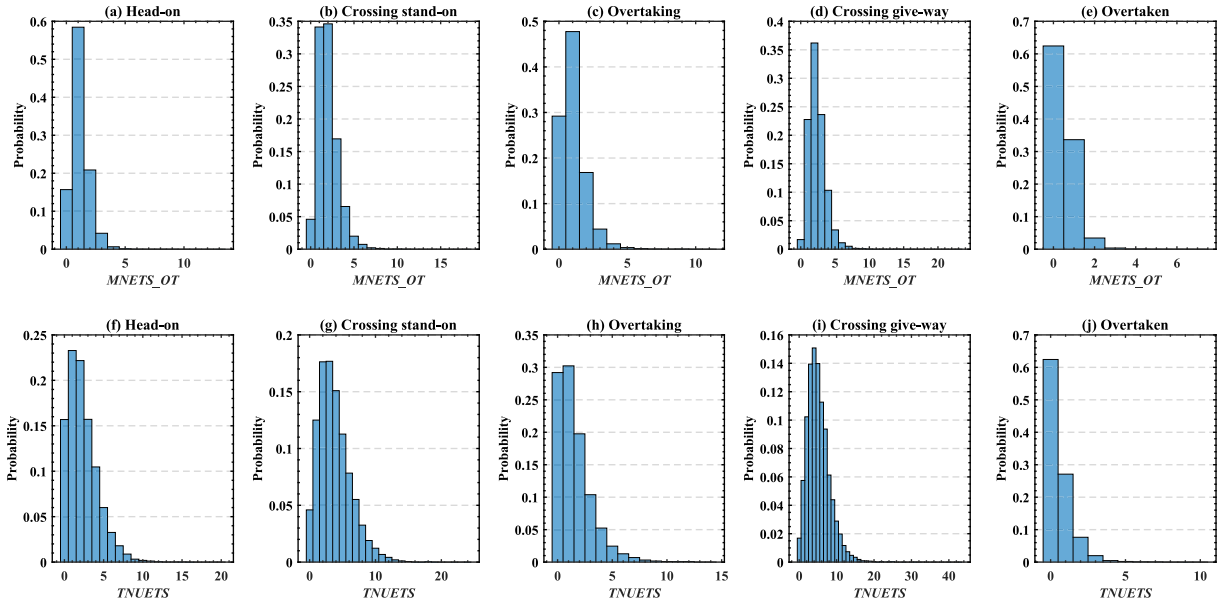 (a) Head-on
0.6
0.5
0.4
0.3
0.2
0.1
0
Probability
0 5 10
MNETS_OT
(b) Crossing stand-on
0.35
0.3
0.25
0.2
0.15
0.1
0.05
0
Probability
0 5 10 15
MNETS_OT
(c) Overtaking
0.5
0.4
0.3
0.2
0.1
0
Probability
0 5 10
MNETS_OT
(d) Crossing give-way
0.4
0.35
0.3
0.25
0.2
0.15
0.1
0.05
0
Probability
0 5 10 15 20
MNETS_OT
(e) Overtaken
0.7
0.6
0.5
0.4
0.3
0.2
0.1
0
Probability
0 2 4 6
MNETS_OT
(f) Head-on
0.25
0.2
0.15
0.1
0.05
0
Probability
0 5 10 15 20
TNUETS
(g) Crossing stand-on
0.2
0.15
0.1
0.05
0
Probability
0 10 20
TNUETS
(h) Overtaking
0.5
0.4
0.3
0.2
0.1
0
Probability
0 5 10 15
TNUETS
(i) Crossing give-way
0.16
0.14
0.12
0.1
0.08
0.06
0.04
0.02
0
Probability
0 10 20 30 40
TNUETS
(j) Overtaken
0.7
0.6
0.5
0.4
0.3
0.2
0.1
0
Probability
0 5 10
TNUETS